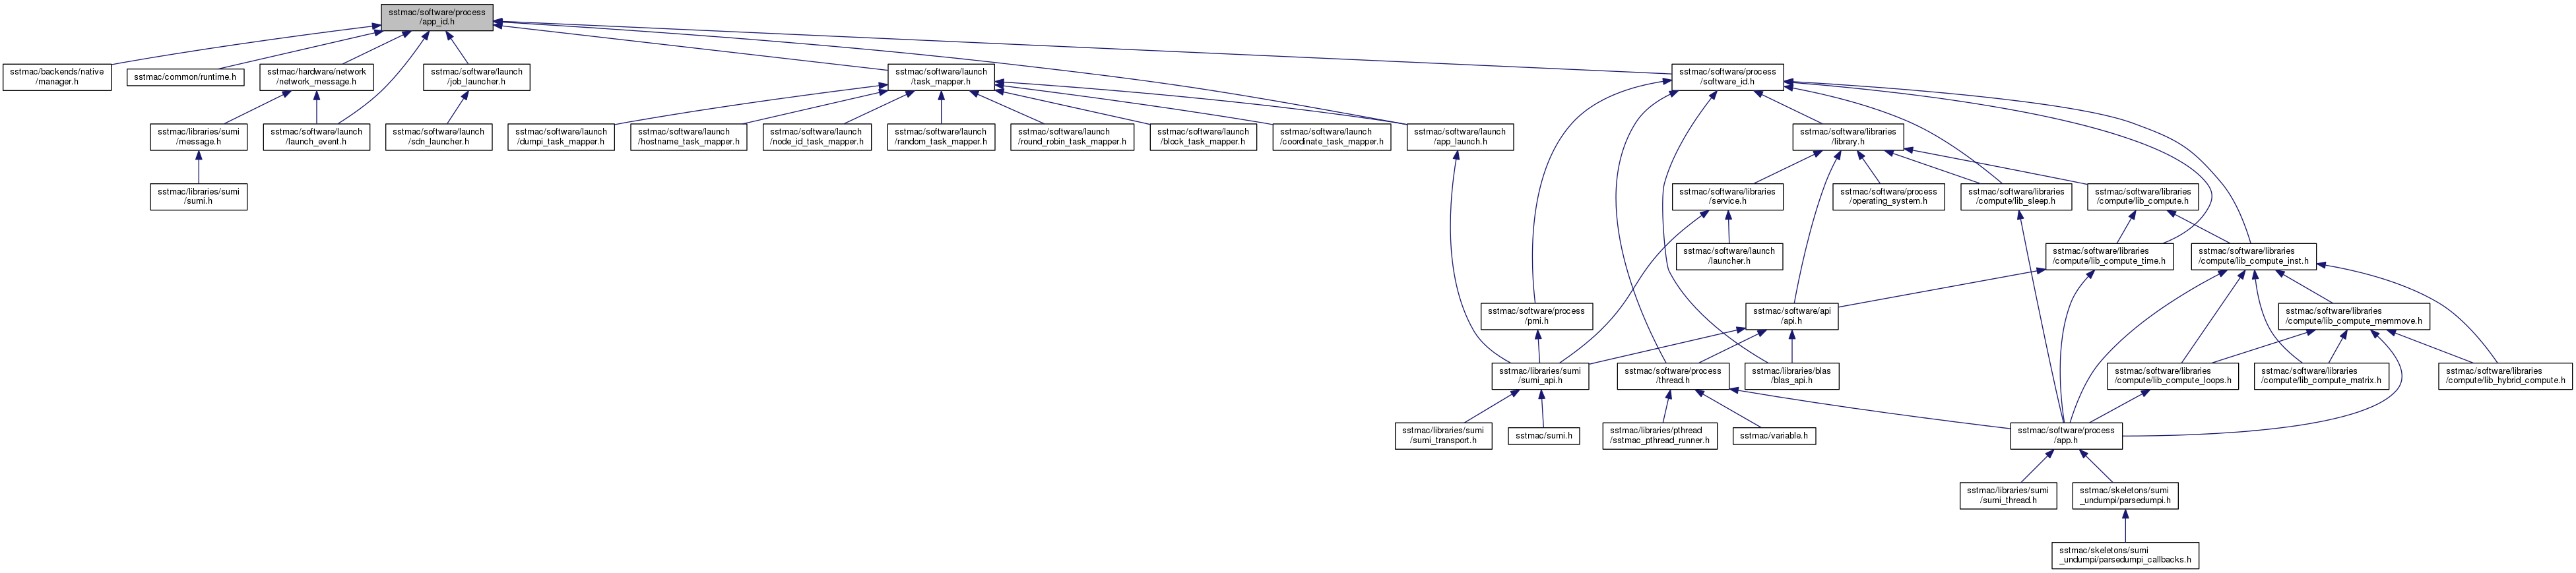 sstmac/software/process
/app_id.h
sstmac/backends/native
/manager.h
sstmac/common/runtime.h
sstmac/hardware/network
/network_message.h
sstmac/software/launch
/job_launcher.h
sstmac/software/launch
/task_mapper.h
sstmac/software/process
/software_id.h
sstmac/libraries/sumi
/message.h
sstmac/software/launch
/launch_event.h
sstmac/software/launch
/sdn_launcher.h
sstmac/software/launch
/dumpi_task_mapper.h
sstmac/software/launch
/hostname_task_mapper.h
sstmac/software/launch
/node_id_task_mapper.h
sstmac/software/launch
/random_task_mapper.h
sstmac/software/launch
/round_robin_task_mapper.h
sstmac/software/launch
/block_task_mapper.h
sstmac/software/launch
/coordinate_task_mapper.h
sstmac/software/launch
/app_launch.h
sstmac/software/libraries
/library.h
sstmac/libraries/sumi
/sumi.h
sstmac/software/libraries
/service.h
sstmac/software/process
/operating_system.h
sstmac/software/libraries
/compute/lib_sleep.h
sstmac/software/libraries
/compute/lib_compute.h
sstmac/software/launch
/launcher.h
sstmac/software/libraries
/compute/lib_compute_time.h
sstmac/software/libraries
/compute/lib_compute_inst.h
sstmac/software/process
/pmi.h
sstmac/software/api
/api.h
sstmac/software/libraries
/compute/lib_compute_memmove.h
sstmac/libraries/sumi
/sumi_api.h
sstmac/software/process
/thread.h
sstmac/libraries/blas
/blas_api.h
sstmac/software/libraries
/compute/lib_compute_loops.h
sstmac/software/libraries
/compute/lib_compute_matrix.h
sstmac/software/libraries
/compute/lib_hybrid_compute.h
sstmac/libraries/sumi
/sumi_transport.h
sstmac/sumi.h
sstmac/libraries/pthread
/sstmac_pthread_runner.h
sstmac/variable.h
sstmac/software/process
/app.h
sstmac/libraries/sumi
/sumi_thread.h
sstmac/skeletons/sumi
_undumpi/parsedumpi.h
sstmac/skeletons/sumi
_undumpi/parsedumpi_callbacks.h